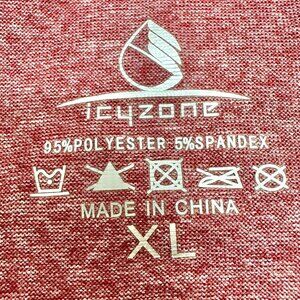 icyzone
95%POLYESTER 5%SPANDEX
MADE IN CHINA
XL